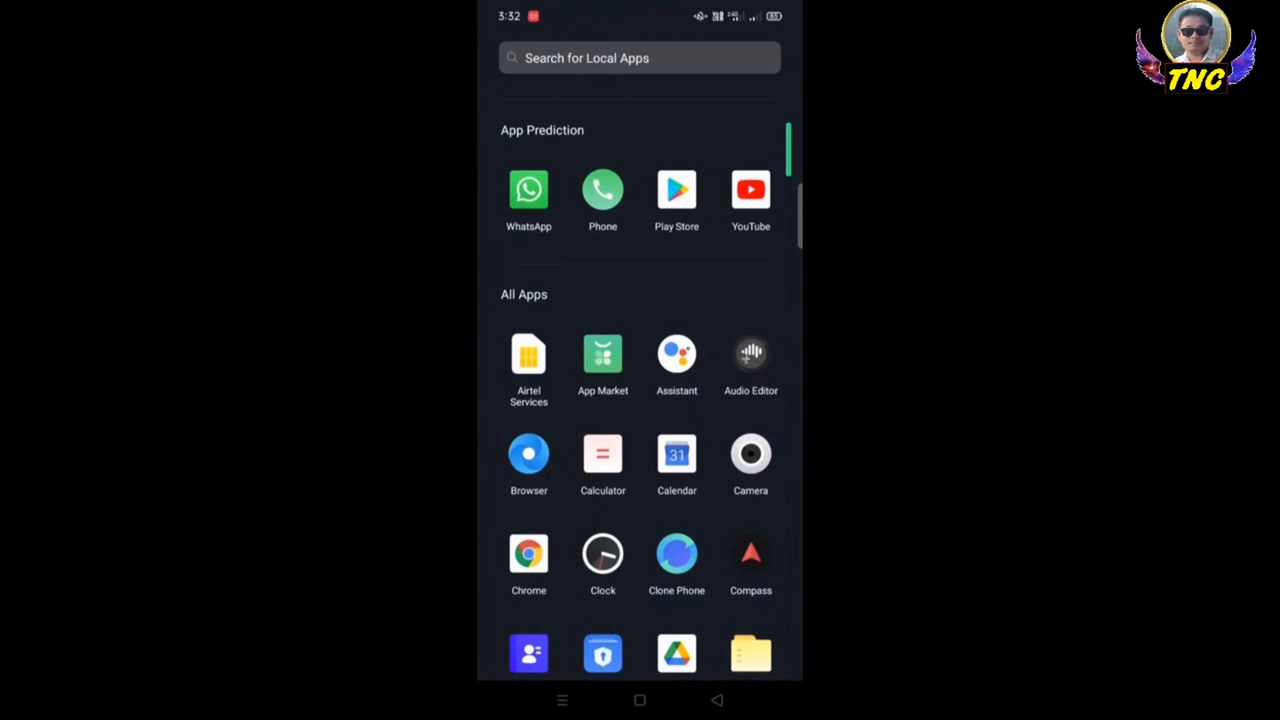 3:32
TNC
Search for Local Apps
App Prediction
WhatsApp
Phone
Play Store
YouTube
All Apps
Airtel
Services
App Market
Assistant
Audio Editor
Browser
Calculator
31
Calendar
Camera
Chrome
Clock
Clone Phone
Compass